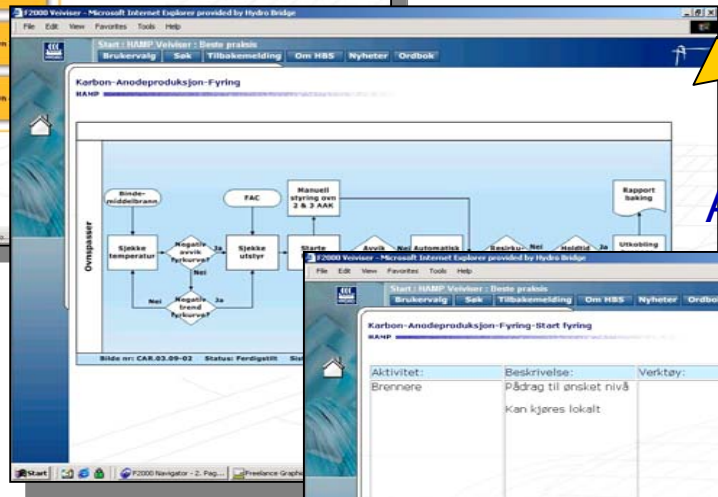 F2000 Veiviser - Microsoft Internet Explorer provided by Hydro Bridge
File Edit View Favorites Tools Help
Start : HAMP Veiviser : Beste praksis
Brukervalg Søk Tilbakemelding Om HBS Nyheter Ordbok
Karbon-Anodeproduksjon-Fyring
HAMP
Ovnspasser
Binde-
middelbrann
FAC
Manuell
styring ovn
2 & 3 AAK
Rapport
baking
Sjekke
temperatur
Negativ
avvik
fyrkurve?
Ja
Sjekke
utstyr
Starte
Avvik
Nei
Automatisk
Resirku-
Nei
Holdtid
Ja
Utkobling
Nei
Nei
Negativ
trend
fyrkurve?
Ja
Bilde nr: CAR.03.09-02 Status: Ferdigstilt
F2000 Veiviser - Microsoft Internet Explorer provided by Hydro Bridge
File Edit View Favorites Tools Help
Start : HAMP Veiviser : Beste praksis
Brukervalg Søk Tilbakemelding Om HBS Nyheter
Karbon-Anodeproduksjon-Fyring-Start fyring
HAMP
Aktivitet: Beskrivelse: Verktøy:
Brennere Pådrag til ønsket nivå
Kan kjøres lokalt
Start F2000 Navigator - 2. Pag... Freelance Graphi
A